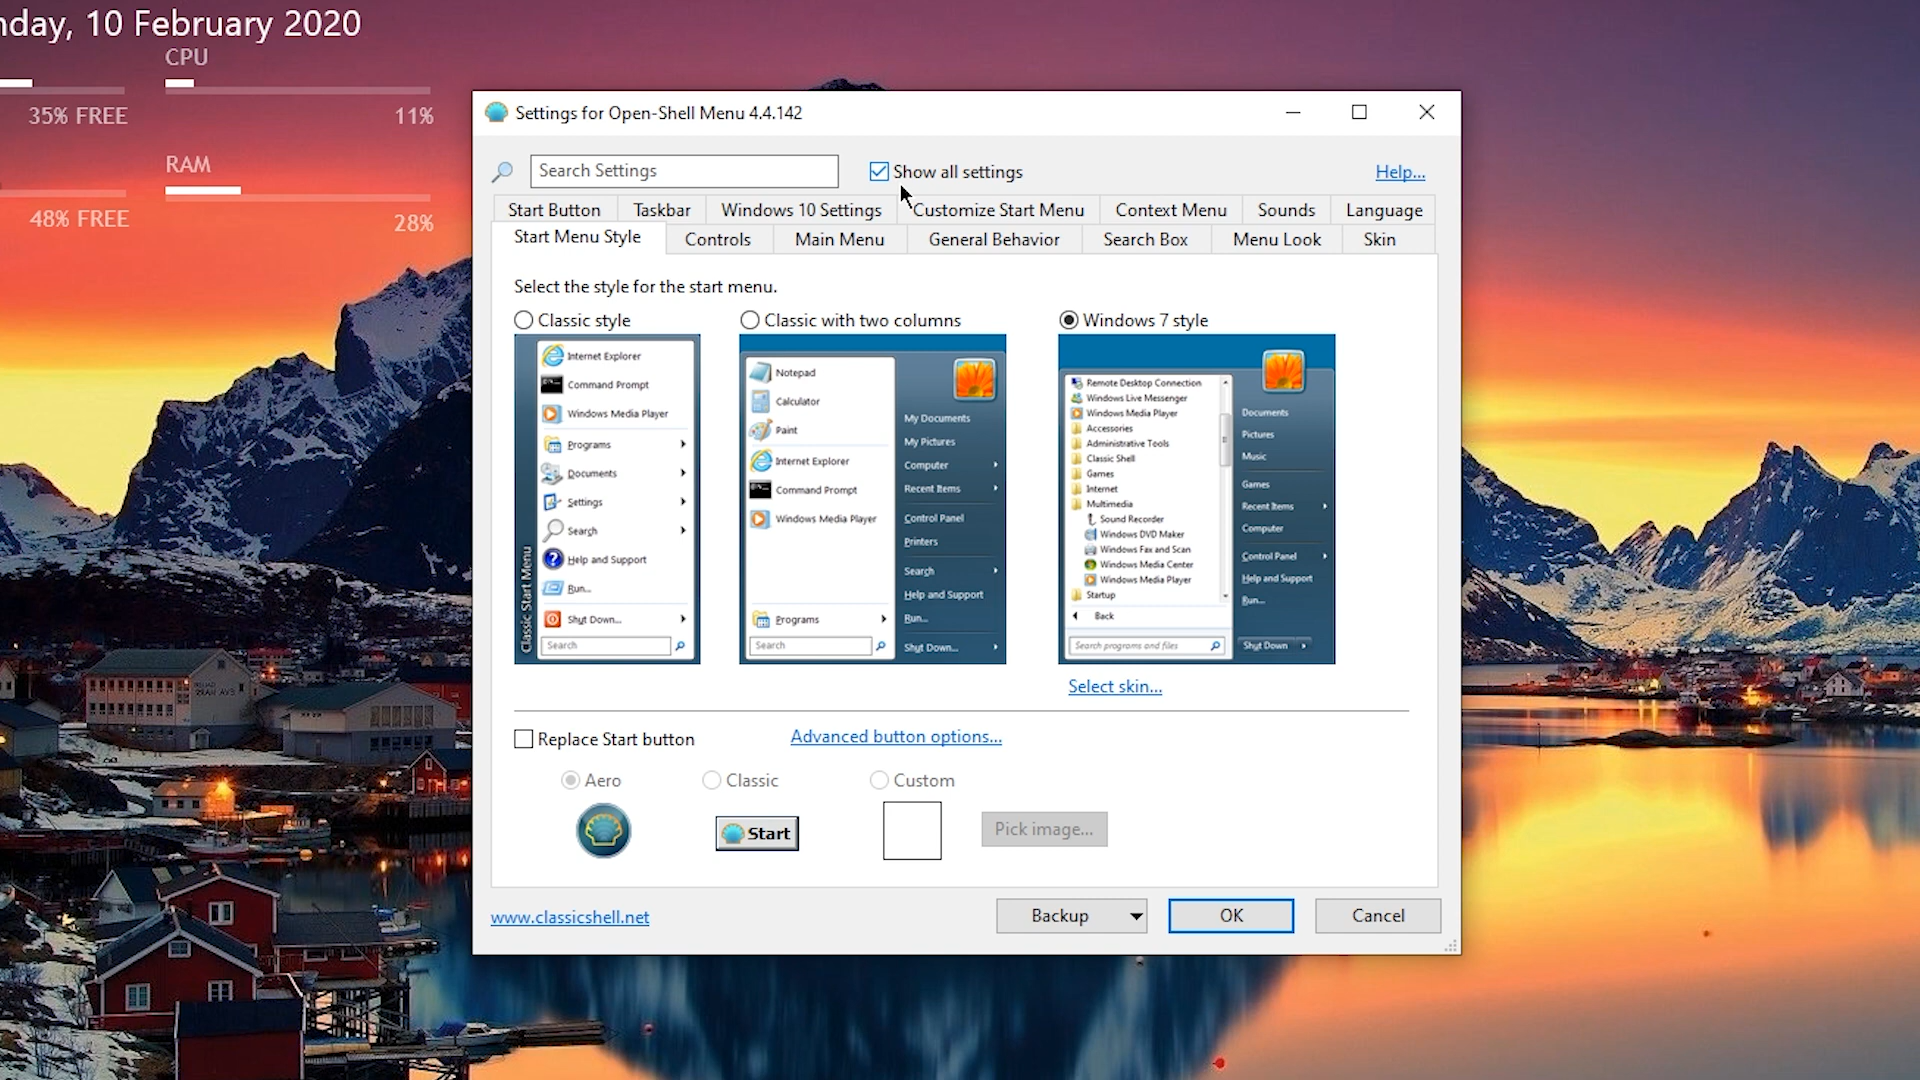 nday, 10 February 2020
CPU
35% FREE
11%
RAM
48% FREE
28%
Settings for Open-Shell Menu 4.4.142
Search Settings
Show all settings
Help...
Start Button
Taskbar
Windows 10 Settings
Customize Start Menu
Context Menu
Sounds
Language
Start Menu Style
Controls
Main Menu
General Behavior
Search Box
Menu Look
Skin
Select the style for the start menu.
Classic style
Classic with two columns
Windows 7 style
Internet Explorer
Command Prompt
Windows Media Player
Programs
Documents
Settings
Search
Help and Support
Run...
Shut Down...
Search
Classic Start Menu
Notepad
Calculator
Paint
Internet Explorer
Command Prompt
Windows Media Player
Programs
Search
My Documents
My Pictures
Computer
Recent Items
Control Panel
Printers
Search
Help and Support
Run...
Shut Down...
Remote Desktop Connection
Windows Live Messenger
Windows Media Player
Accessories
Administrative Tools
Classic Shell
Games
Internet
Multimedia
Sound Recorder
Windows DVD Maker
Windows Fax and Scan
Windows Media Center
Windows Media Player
Startup
Back
Search programs and files
Documents
Pictures
Music
Games
Recent Items
Computer
Control Panel
Help and Support
Run...
Shut Down
Select skin...
Replace Start button
Advanced button options...
Aero
Classic
Custom
Start
Pick image...
www.classicshell.net
Backup
OK
Cancel